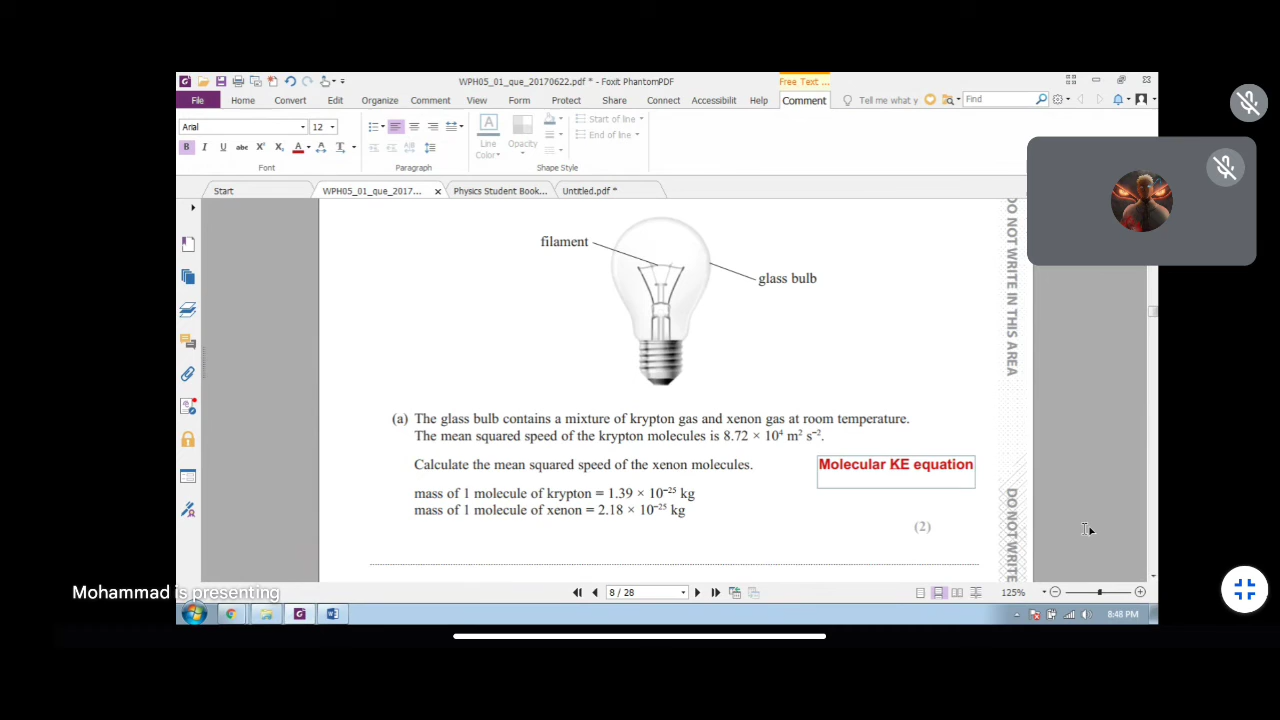 WPH05_01_que_20170622.pdf * - Foxit PhantomPDF
Free Text ...
File Home Convert Edit Organize Comment View Form Protect Share Connect Accessibilit Help Comment Tell me what y Find
Arial 12 Start of line
End of line
B I U abc X² X₂ A A T
Line Color Opacity
Font Paragraph Shape Style
Start WPH05_01_que_2017... Physics Student Book... Untitled.pdf *
filament
glass bulb
DO NOT WRITE IN THIS AREA
(a) The glass bulb contains a mixture of krypton gas and xenon gas at room temperature.
The mean squared speed of the krypton molecules is 8.72 × 10⁴ m² s⁻².
Calculate the mean squared speed of the xenon molecules.
Molecular KE equation
mass of 1 molecule of krypton = 1.39 × 10⁻²⁵ kg
mass of 1 molecule of xenon = 2.18 × 10⁻²⁵ kg
(2)
DO NOT WRITE
Mohammad is presenting
8 / 28 125%
8:48 PM